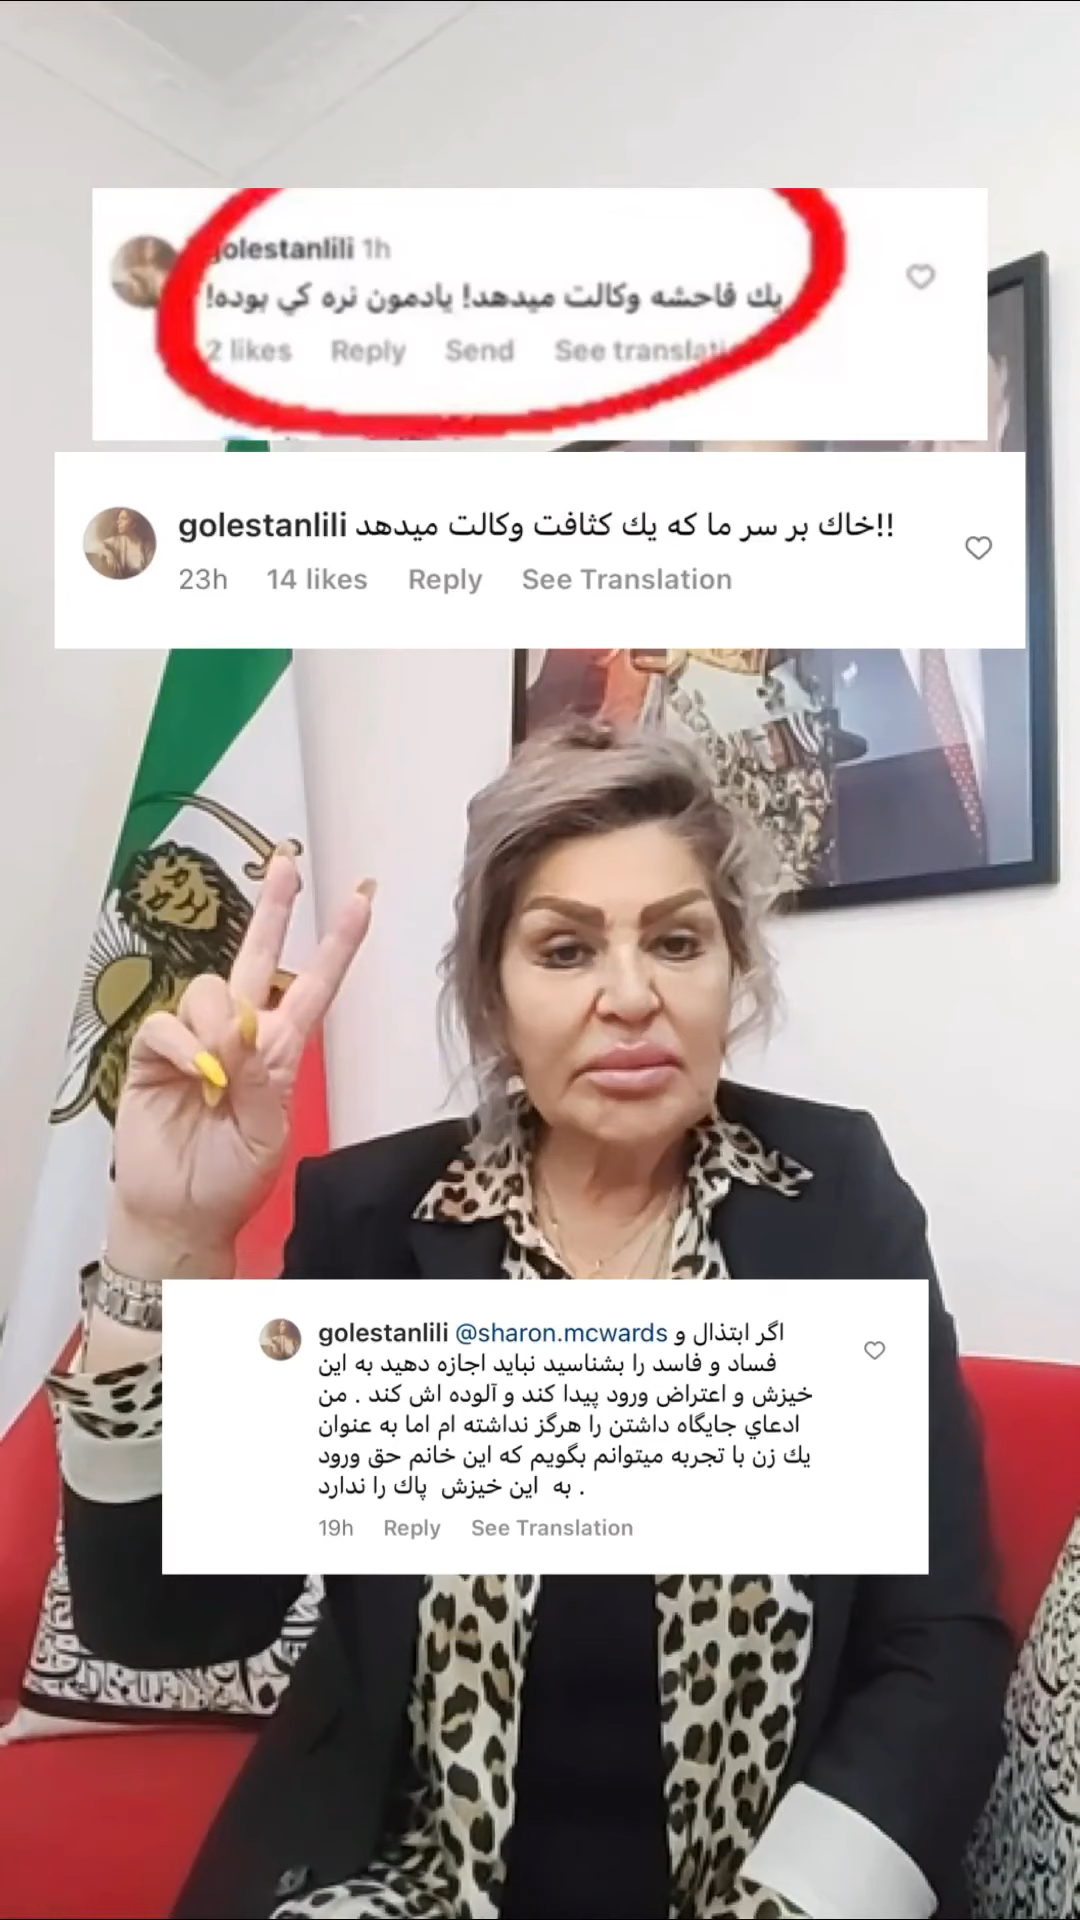 golestanlili 1h
يك فاحشه وكالت ميدهد! يادمون نره كي بوده!
2 likes Reply Send See translati
golestanlili خاك بر سر ما كه يك كثافت وكالت ميدهد!!
23h 14 likes Reply See Translation
golestanlili @sharon.mcwards اگر ابتذال و
فساد و فاسد را بشناسيد نبايد اجازه دهيد به اين
خيزش و اعتراض ورود پيدا كند و آلوده اش كند . من
ادعاي جايگاه داشتن را هرگز نداشته ام اما به عنوان
يك زن با تجربه ميتوانم بگويم كه اين خانم حق ورود
به اين خيزش پاك را ندارد .
19h Reply See Translation